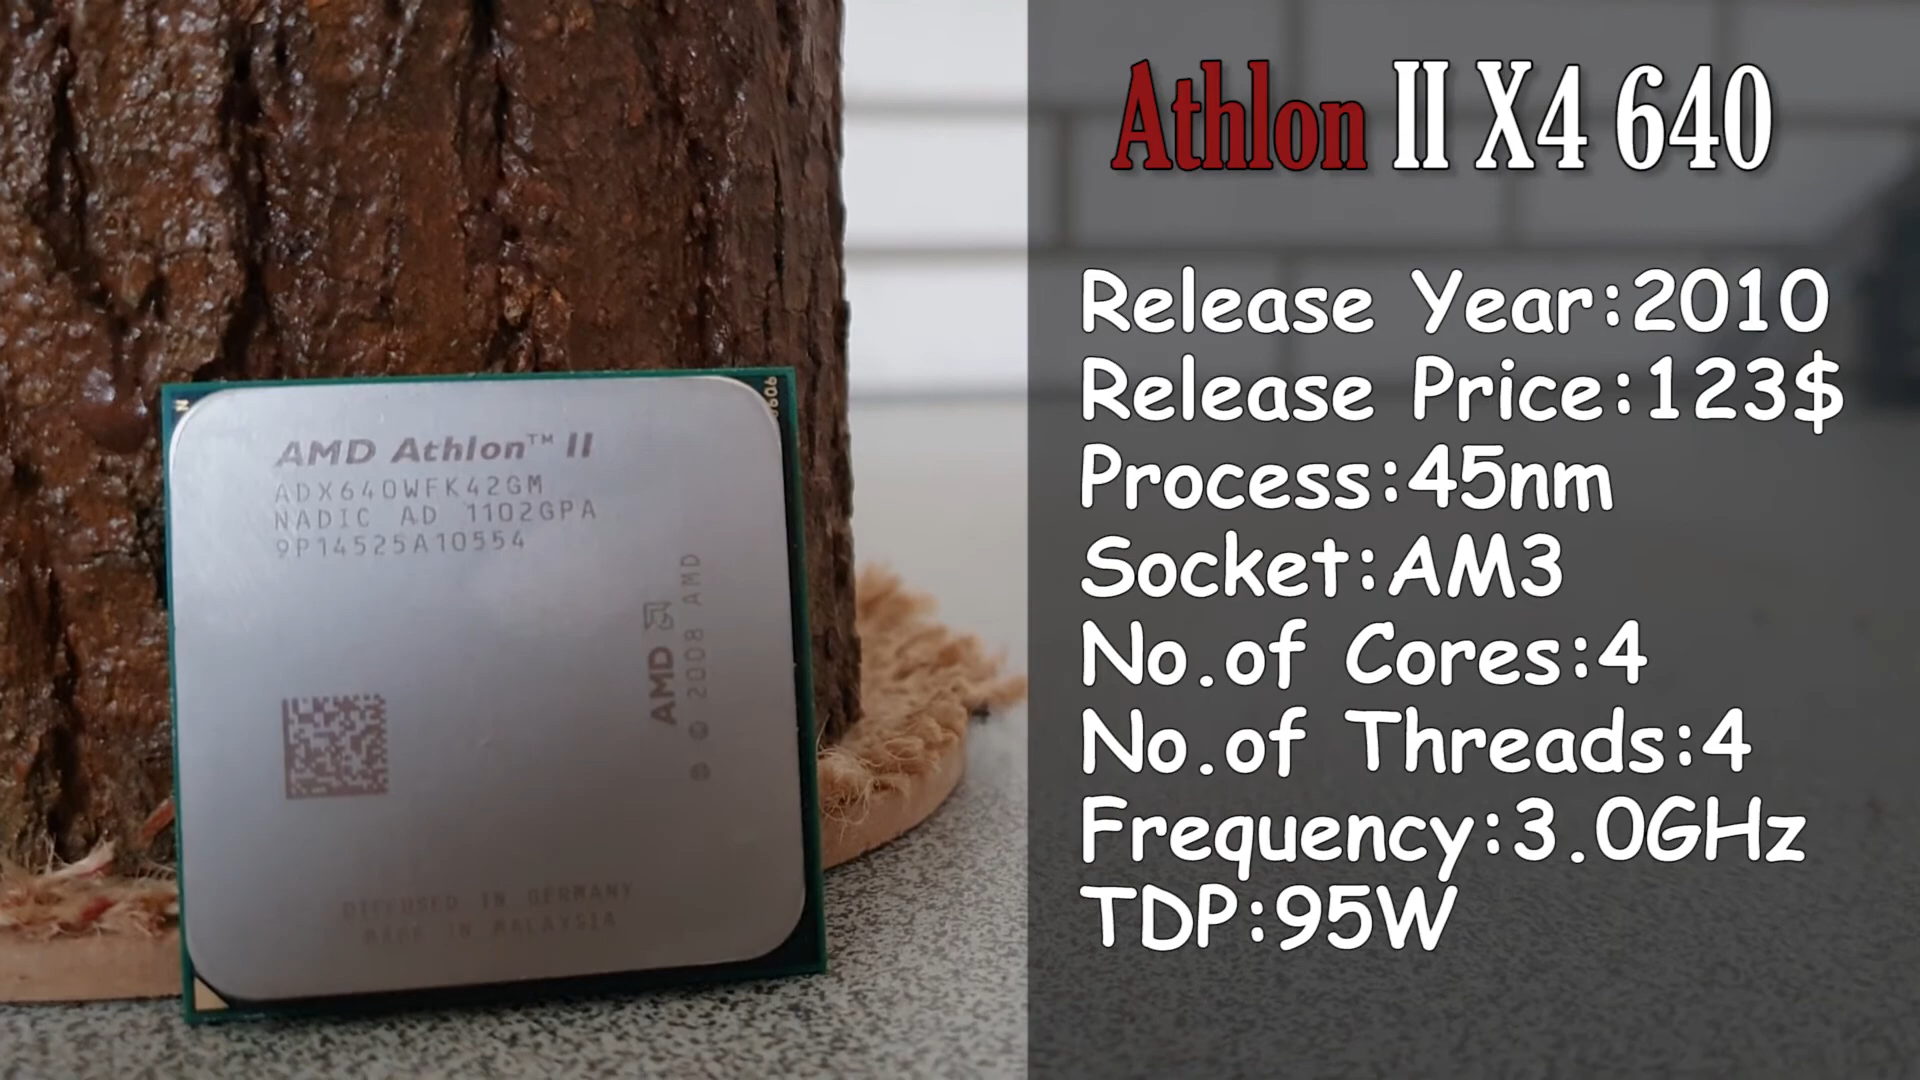 Athlon II X4 640
Release Year:2010
Release Price:123$
Process:45nm
Socket:AM3
No.of Cores:4
No.of Threads:4
Frequency:3.0GHz
TDP:95W
AMD Athlon™ II
ADX640WFK42GM
NADIC AD 1102GPA
9P14525A10554
AMD
© 2008 AMD
DIFFUSED IN GERMANY
MADE IN MALAYSIA